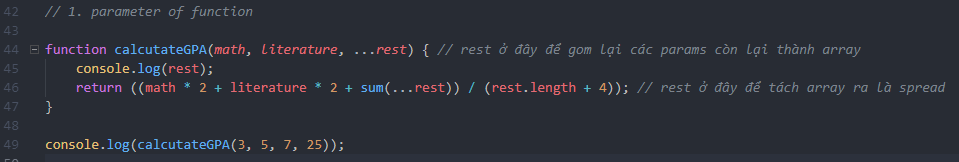 42 // 1. parameter of function
43
44 function calcutateGPA(math, literature, ...rest) { // rest ở đây để gom lại các params còn lại thành array
45 console.log(rest);
46 return ((math * 2 + literature * 2 + sum(...rest)) / (rest.length + 4)); // rest ở đây để tách array ra là spread
47 }
48
49 console.log(calcutateGPA(3, 5, 7, 25));